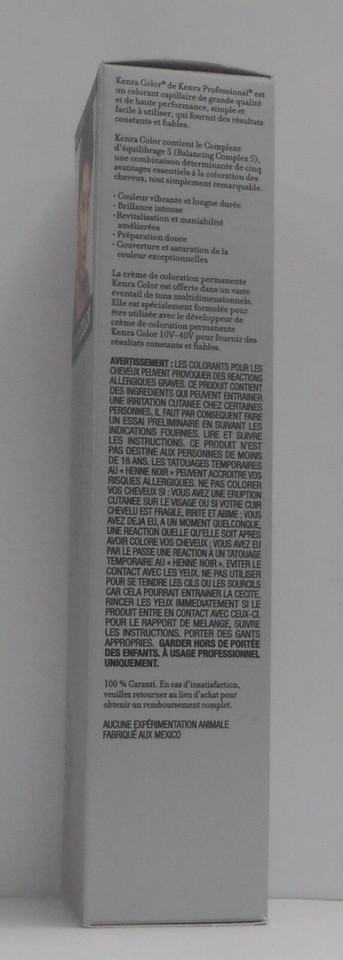 Kenra Color® de Kenra Professional® est
un colorant capillaire de grande qualité
et de haute performance, simple et
facile à utiliser, qui fournit des résultats
constants et fiables.
Kenra Color contient le Complexe
d'équilibrage 5 (Balancing Complex 5),
une combinaison déterminante de cinq
avantages essentiels à la coloration des
cheveux, tout simplement remarquable.
• Couleur vibrante et longue durée
• Brillance intense
• Revitalisation et maniabilité
améliorées
• Préparation douce
• Couverture et saturation de la
couleur exceptionnelles
La crème de coloration permanente
Kenra Color est offerte dans un vaste
éventail de tons multidimensionnels.
Elle est spécialement formulée pour
être utilisée avec le développeur de
crème de coloration permanente
Kenra Color 10V-40V pour fournir des
résultats constants et fiables.
AVERTISSEMENT : LES COLORANTS POUR LES
CHEVEUX PEUVENT PROVOQUER DES REACTIONS
ALLERGIQUES GRAVES. CE PRODUIT CONTIENT
DES INGREDIENTS QUI PEUVENT ENTRAINER
UNE IRRITATION CUTANEE CHEZ CERTAINES
PERSONNES, IL FAUT PAR CONSEQUENT FAIRE
UN ESSAI PRELIMINAIRE EN SUIVANT LES
INDICATIONS FOURNIES. LIRE ET SUIVRE
LES INSTRUCTIONS. CE PRODUIT N'EST
PAS DESTINE AUX PERSONNES DE MOINS
DE 16 ANS. LES TATOUAGES TEMPORAIRES
AU « HENNE NOIR » PEUVENT ACCROITRE VOS
RISQUES ALLERGIQUES. NE PAS COLORER
VOS CHEVEUX SI : VOUS AVEZ UNE ERUPTION
CUTANEE SUR LE VISAGE OU SI VOTRE CUIR
CHEVELU EST FRAGILE, IRRITE ET ABIME ; VOUS
AVEZ DEJA EU, A UN MOMENT QUELCONQUE,
UNE REACTION QUELLE QU'ELLE SOIT APRES
AVOIR COLORE VOS CHEVEUX ; VOUS AVEZ EU
PAR LE PASSE UNE REACTION A UN TATOUAGE
TEMPORAIRE AU « HENNE NOIR ». EVITER LE
CONTACT AVEC LES YEUX. NE PAS UTILISER
POUR SE TENDRE LES CILS OU LES SOURCILS
CAR CELA POURRAIT ENTRAINER LA CECITE.
RINCER LES YEUX IMMEDIATEMENT SI LE
PRODUIT ENTRE EN CONTACT AVEC CEUX-CI.
POUR LE RAPPORT DE MELANGE, SUIVRE
LES INSTRUCTIONS. PORTER DES GANTS
APPROPRIES. GARDER HORS DE PORTÉE
DES ENFANTS. À USAGE PROFESSIONNEL
UNIQUEMENT.
100 % Garanti. En cas d'insatisfaction,
veuillez retourner au lieu d'achat pour
obtenir un remboursement complet.
AUCUNE EXPÉRIMENTATION ANIMALE
FABRIQUÉ AUX MEXICO